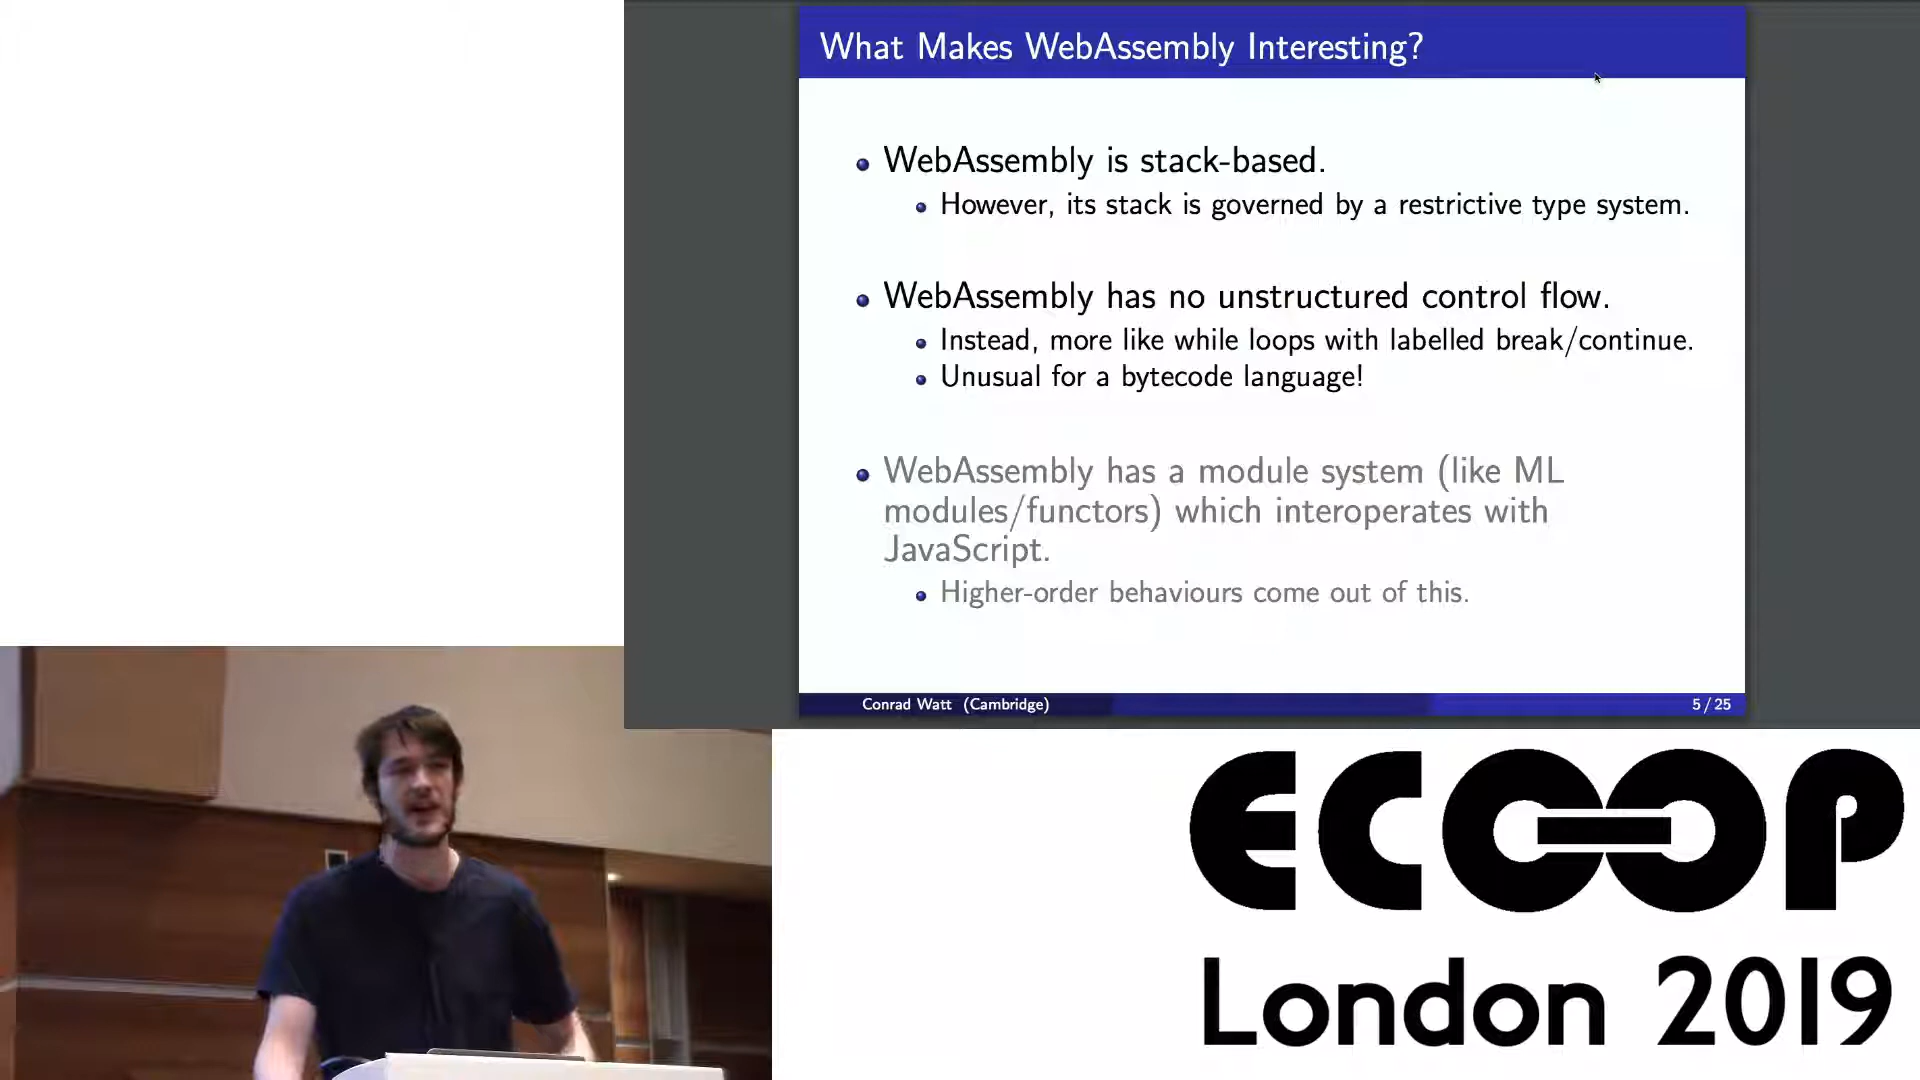 What Makes WebAssembly Interesting?
WebAssembly is stack-based.
However, its stack is governed by a restrictive type system.
WebAssembly has no unstructured control flow.
Instead, more like while loops with labelled break/continue.
Unusual for a bytecode language!
WebAssembly has a module system (like ML
modules/functors) which interoperates with
JavaScript.
Higher-order behaviours come out of this.
Conrad Watt (Cambridge)
5 / 25
ECOOP
London 2019